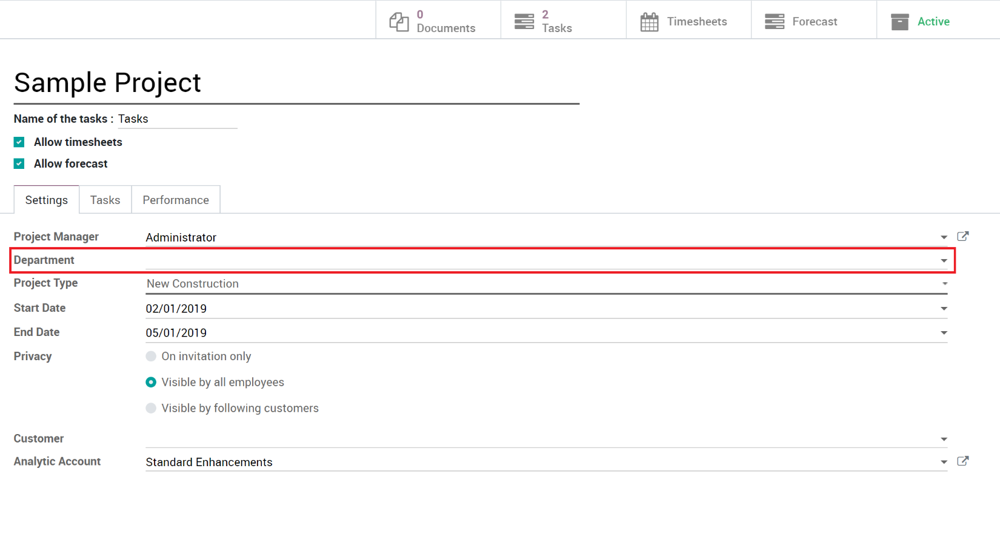 0 Documents
2 Tasks
Timesheets
Forecast
Active
Sample Project
Name of the tasks : Tasks
Allow timesheets
Allow forecast
Settings Tasks Performance
Project Manager Administrator
Department
Project Type New Construction
Start Date 02/01/2019
End Date 05/01/2019
Privacy On invitation only
Visible by all employees
Visible by following customers
Customer
Analytic Account Standard Enhancements